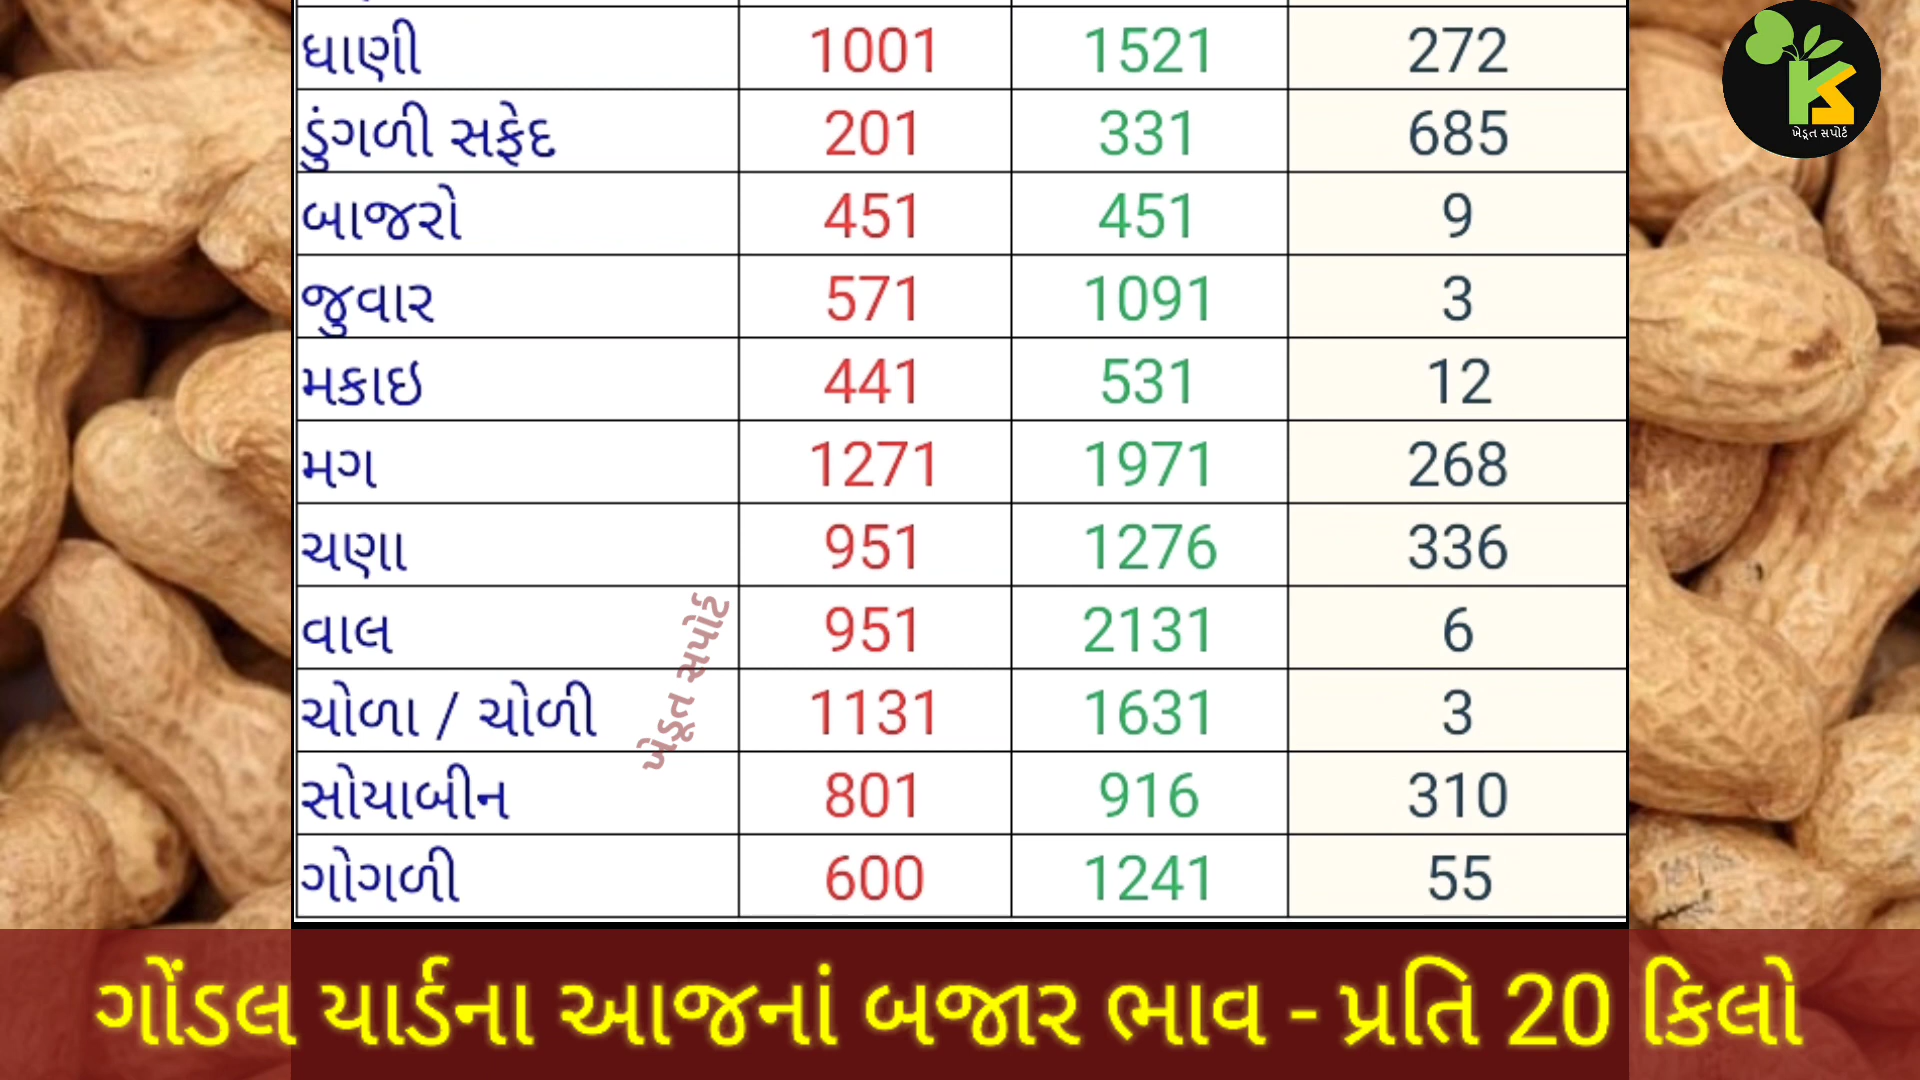 ધાણી 1001 1521 272
ડુંગળી સફેદ 201 331 685
બાજરો 451 451 9
જુવાર 571 1091 3
મકાઇ 441 531 12
મગ 1271 1971 268
ચણા 951 1276 336
વાલ 951 2131 6
ચોળા / ચોળી 1131 1631 3
સોયાબીન 801 916 310
ગોગળી 600 1241 55
ખેડૂત સપોર્ટ
KS
ખેડૂત સપોર્ટ
ગોંડલ યાર્ડના આજનાં બજાર ભાવ - પ્રતિ 20 કિલો